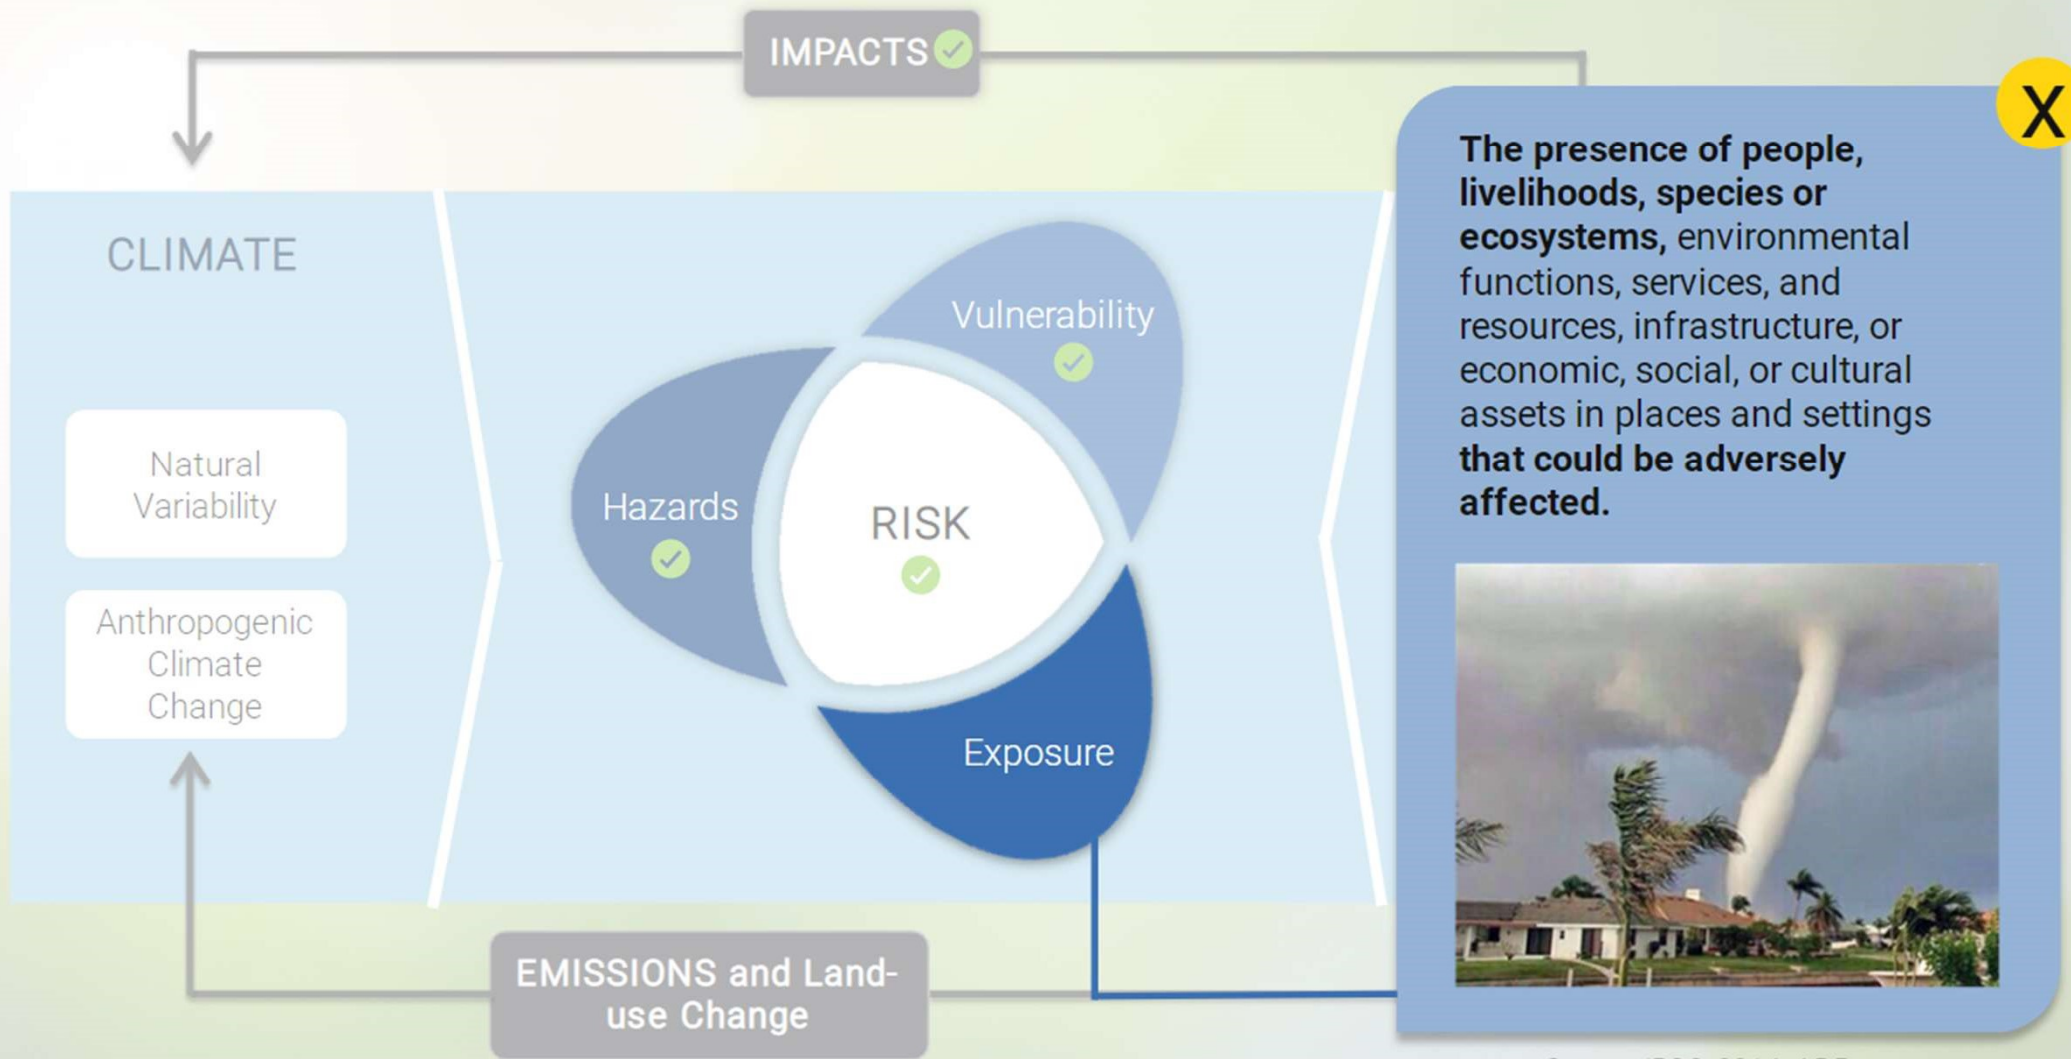 IMPACTS
X
CLIMATE
Natural
Variability
Anthropogenic
Climate
Change
Vulnerability
Hazards
RISK
Exposure
EMISSIONS and Land-
use Change
The presence of people,
livelihoods, species or
ecosystems, environmental
functions, services, and
resources, infrastructure, or
economic, social, or cultural
assets in places and settings
that could be adversely
affected.